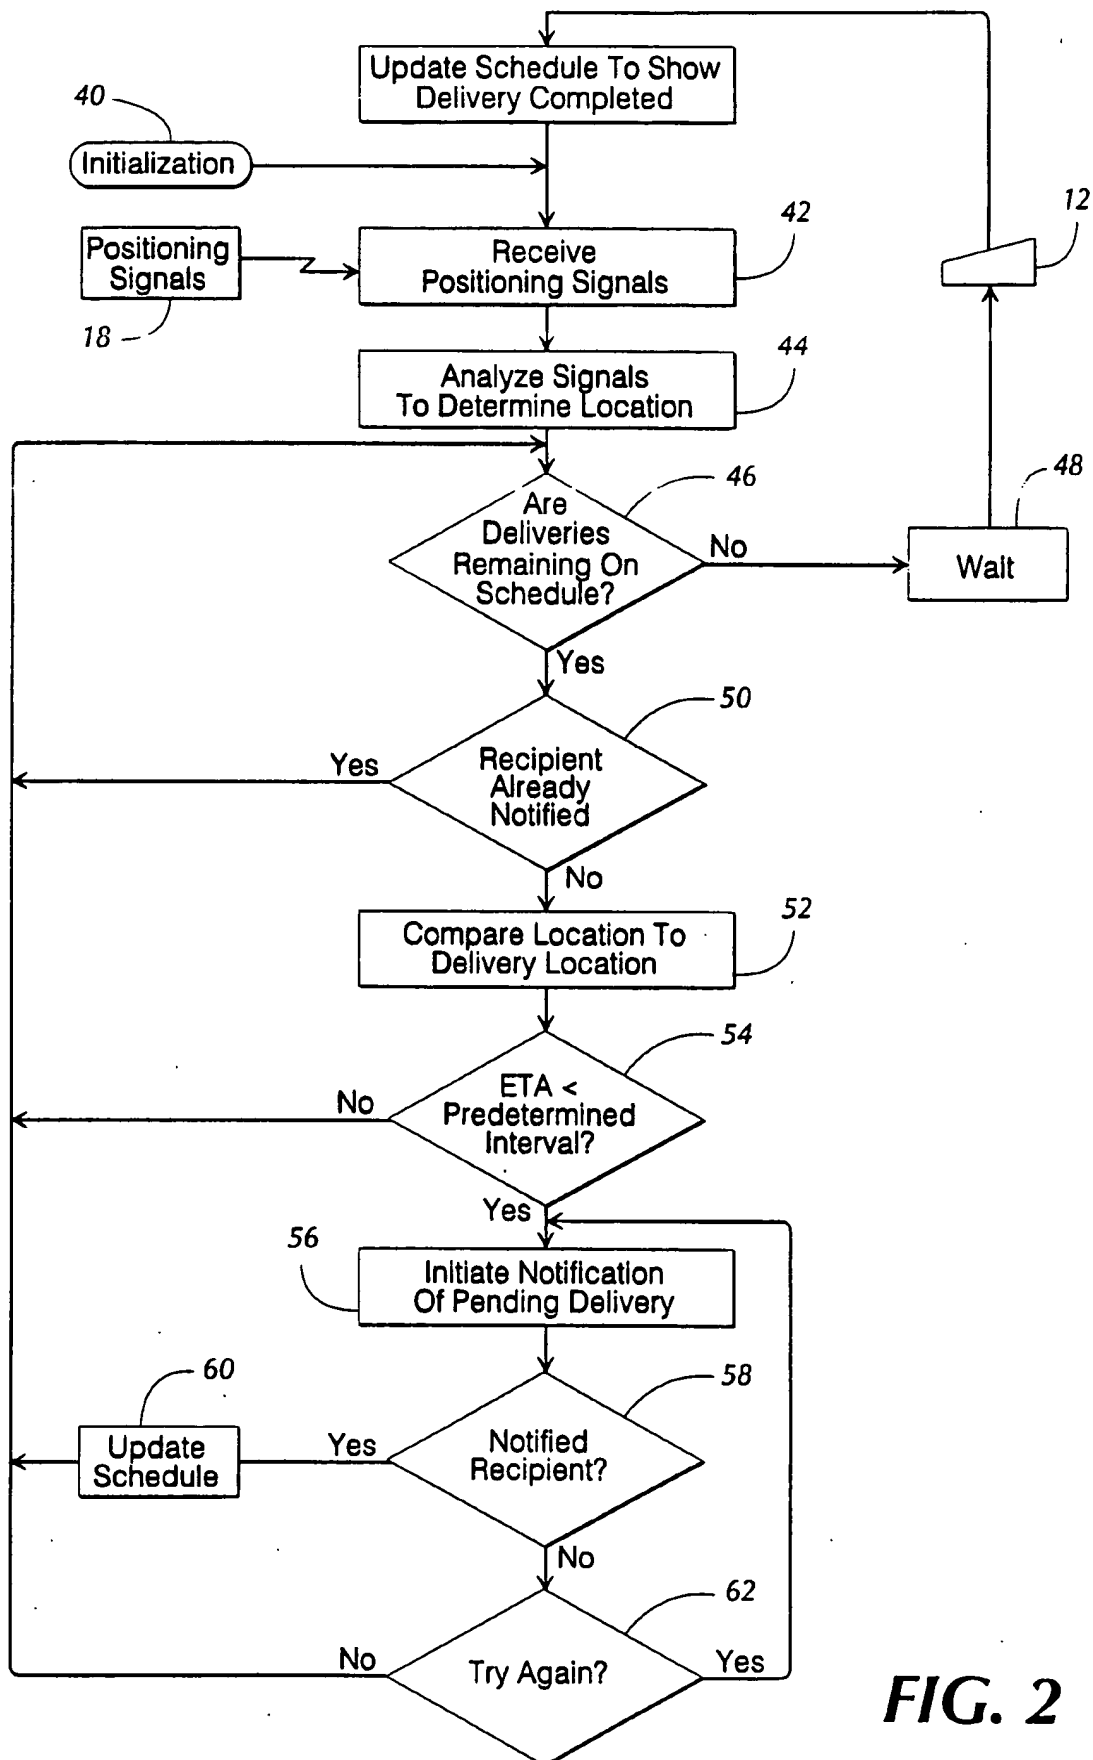 Update Schedule To Show
Delivery Completed
40
Initialization
12
Positioning
Signals
18
42
Receive
Positioning Signals
44
Analyze Signals
To Determine Location
46
Are
Deliveries
Remaining On
Schedule?
No
48
Wait
Yes
50
Recipient
Already
Notified
Yes
No
52
Compare Location To
Delivery Location
54
ETA <
Predetermined
Interval?
No
Yes
56
Initiate Notification
Of Pending Delivery
58
60
Update
Schedule
Yes
Notified
Recipient?
No
62
Try Again?
No
Yes
FIG. 2